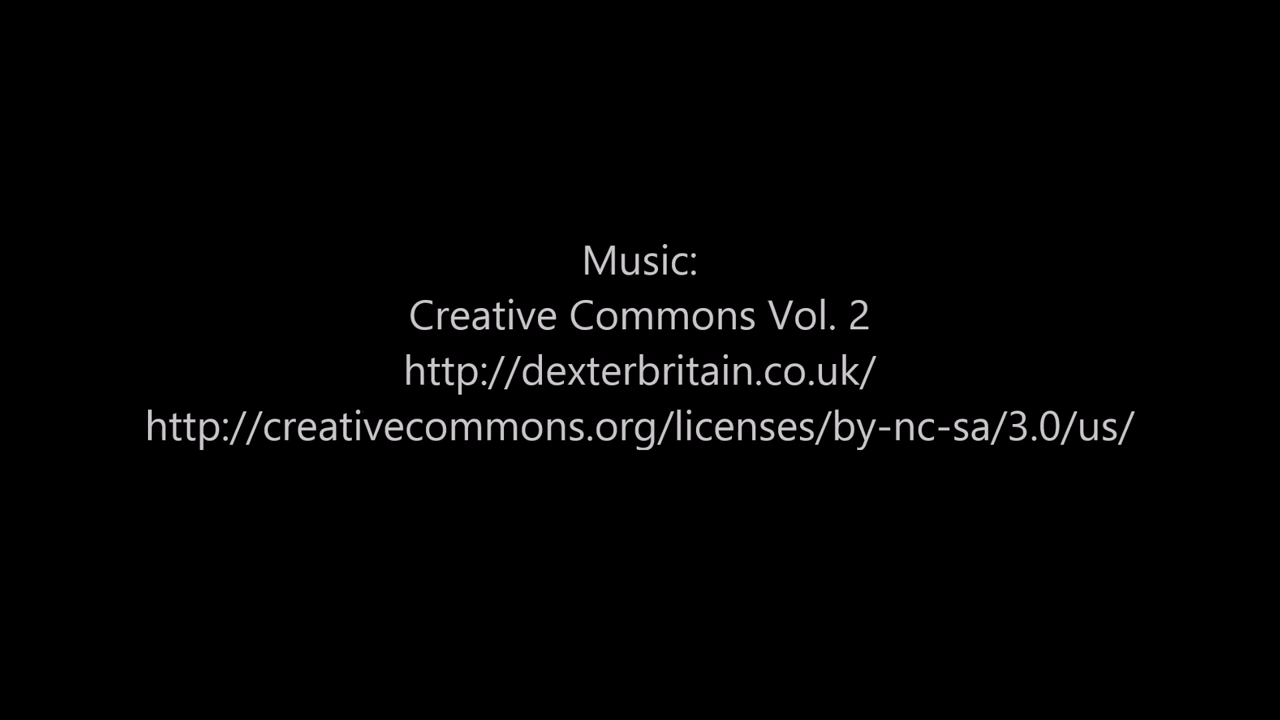 Music:
Creative Commons Vol. 2
http://dexterbritain.co.uk/
http://creativecommons.org/licenses/by-nc-sa/3.0/us/